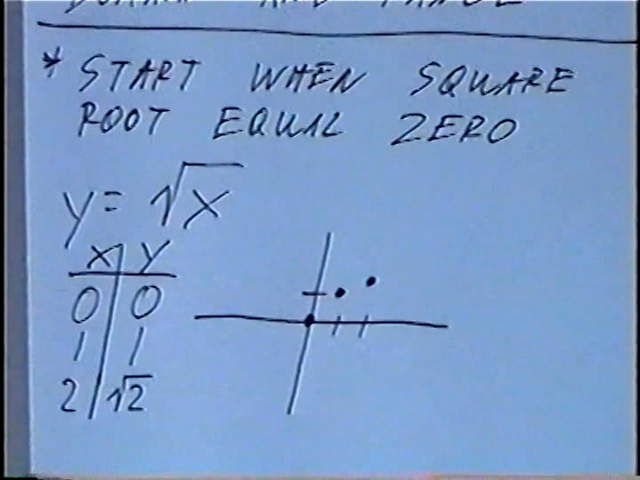 * START WHEN SQUARE
ROOT EQUAL ZERO
y = √x
x y
0 0
1 1
2 √2